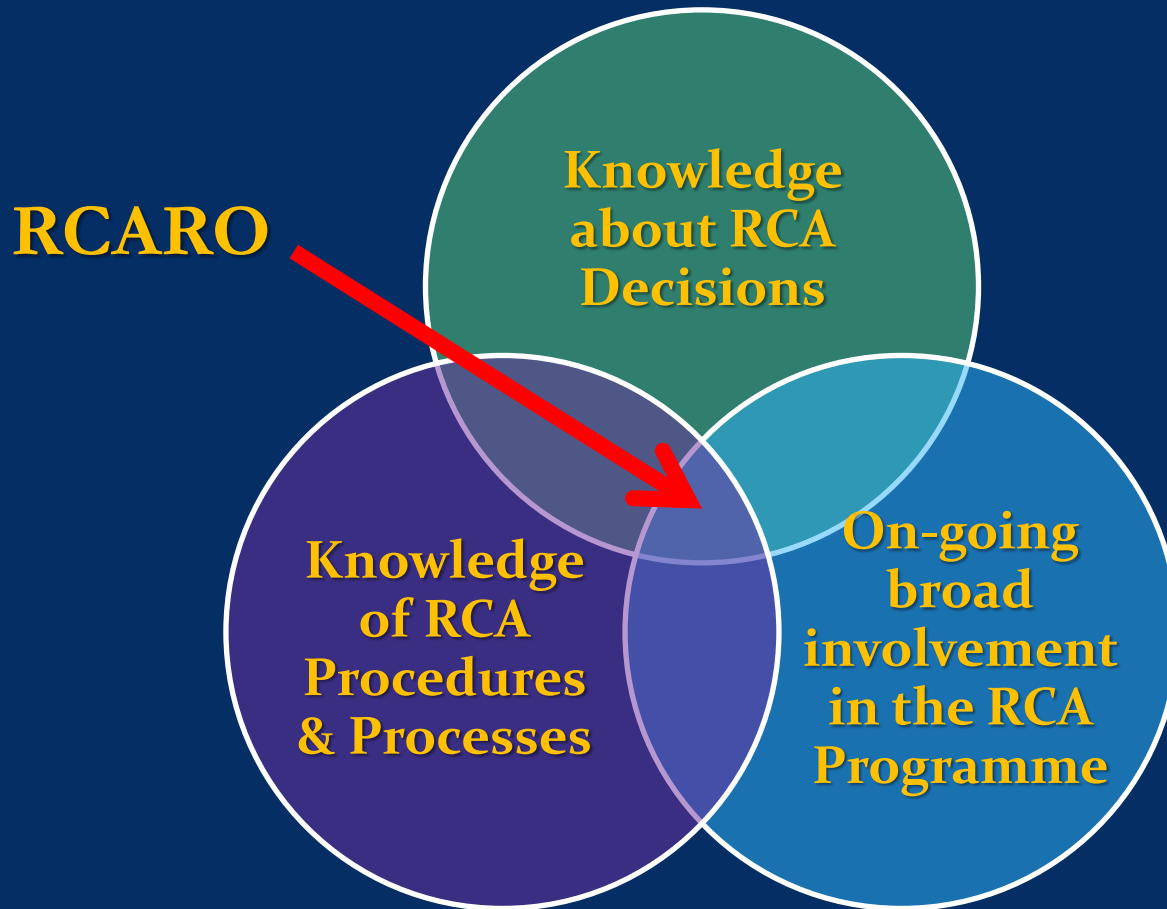 Knowledge
about RCA
Decisions
RCARO
Knowledge
of RCA
Procedures
& Processes
On-going
broad
involvement
in the RCA
Programme